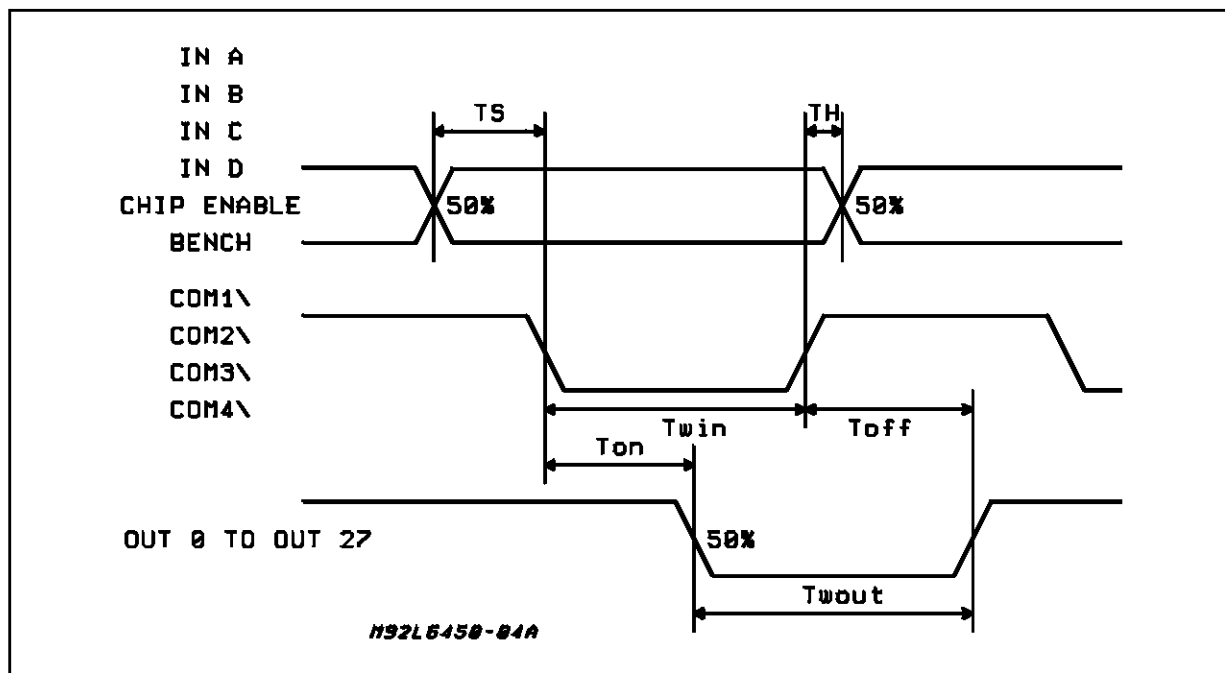 IN A
IN B
TS
TH
IN C
IN D
CHIP ENABLE
50%
50%
BENCH
COM1\
COM2\
COM3\
COM4\
Twin
Toff
Ton
OUT 0 TO OUT 27
50%
Twout
M92L6450-04A